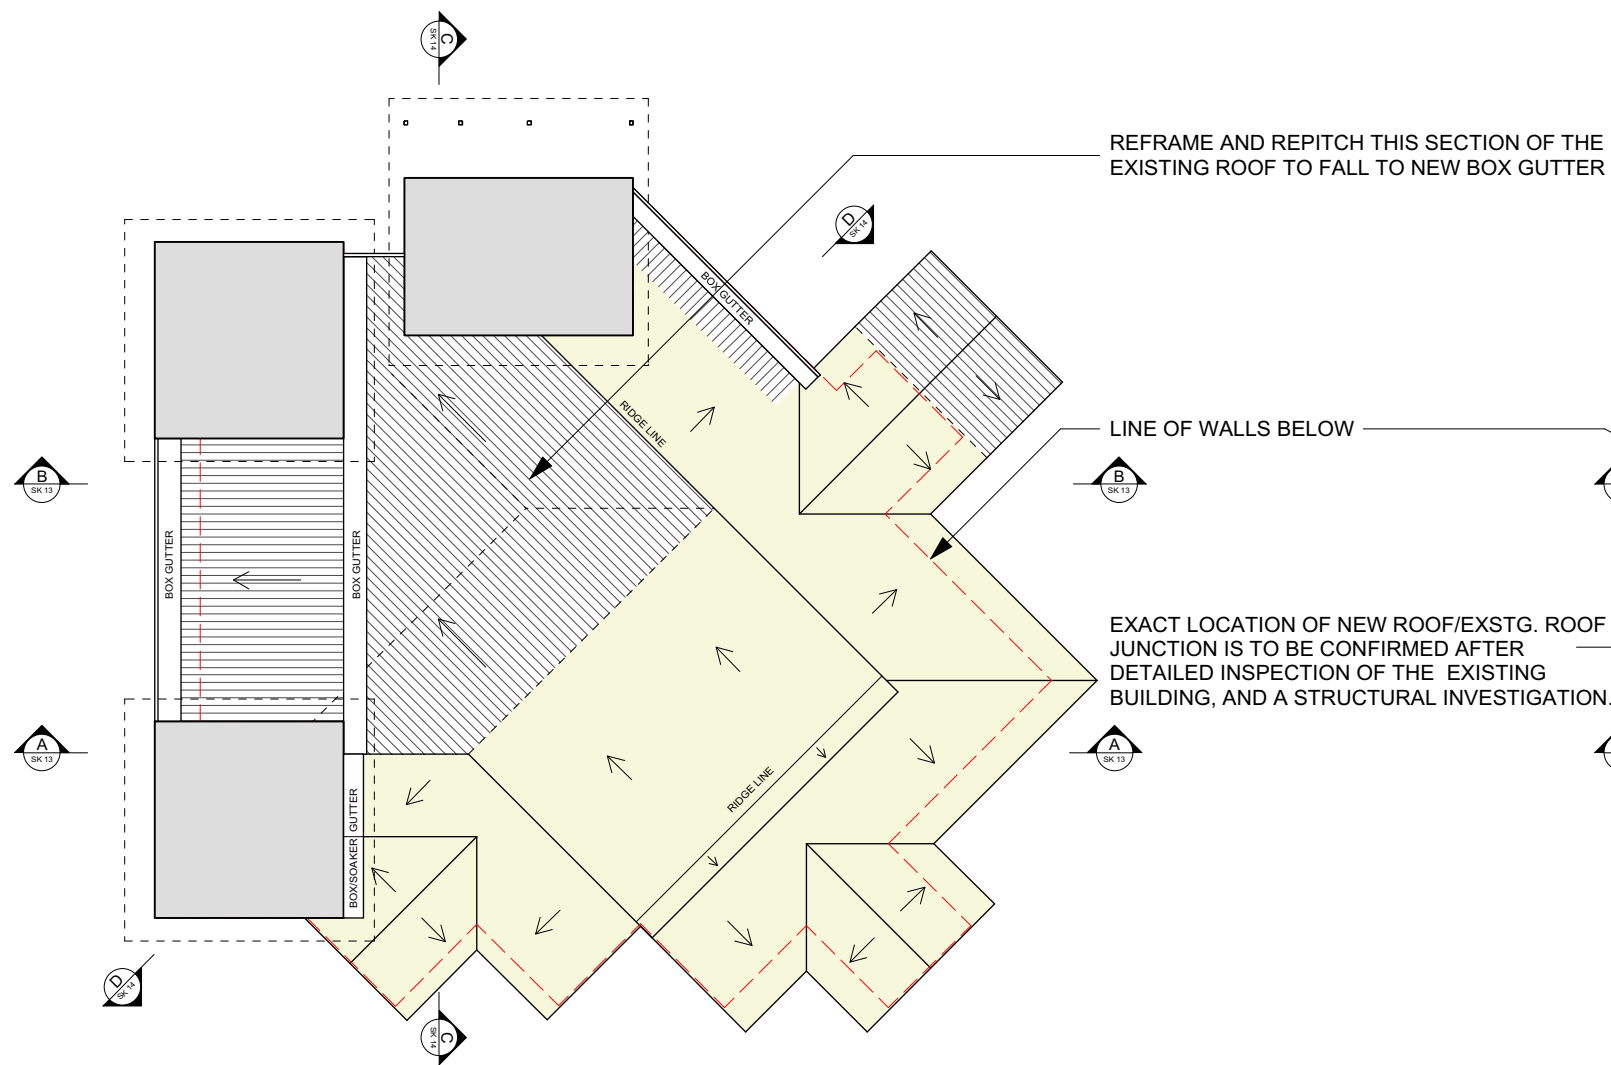 C
SK 14
REFRAME AND REPITCH THIS SECTION OF THE
EXISTING ROOF TO FALL TO NEW BOX GUTTER
D
SK 14
BOX GUTTER
RIDGE LINE
LINE OF WALLS BELOW
B
SK 13
B
SK 13
BOX GUTTER
BOX GUTTER
EXACT LOCATION OF NEW ROOF/EXSTG. ROOF
JUNCTION IS TO BE CONFIRMED AFTER
DETAILED INSPECTION OF THE EXISTING
BUILDING, AND A STRUCTURAL INVESTIGATION.
A
SK 13
A
SK 13
RIDGE LINE
BOX/SOAKER GUTTER
D
SK 14
C
SK 14